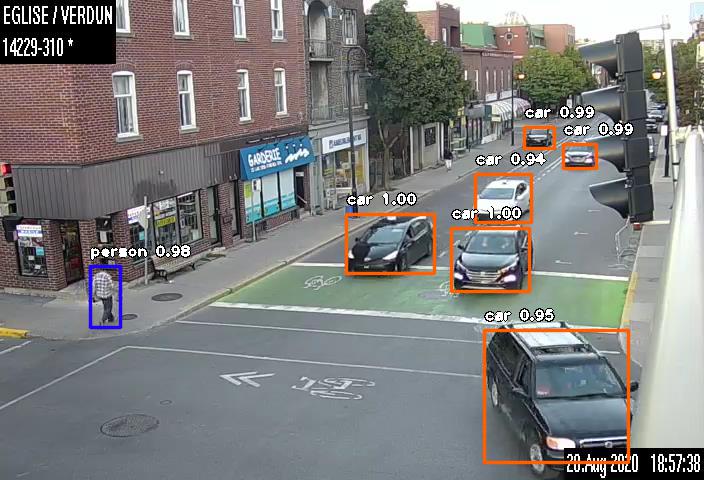 EGLISE / VERDUN
14229-310 *
car 0.99
car 0.99
car 0.94
GARDERIE
car 1.00
car 1.00
person 0.98
car 0.95
20.Aug 2020 18:57:38